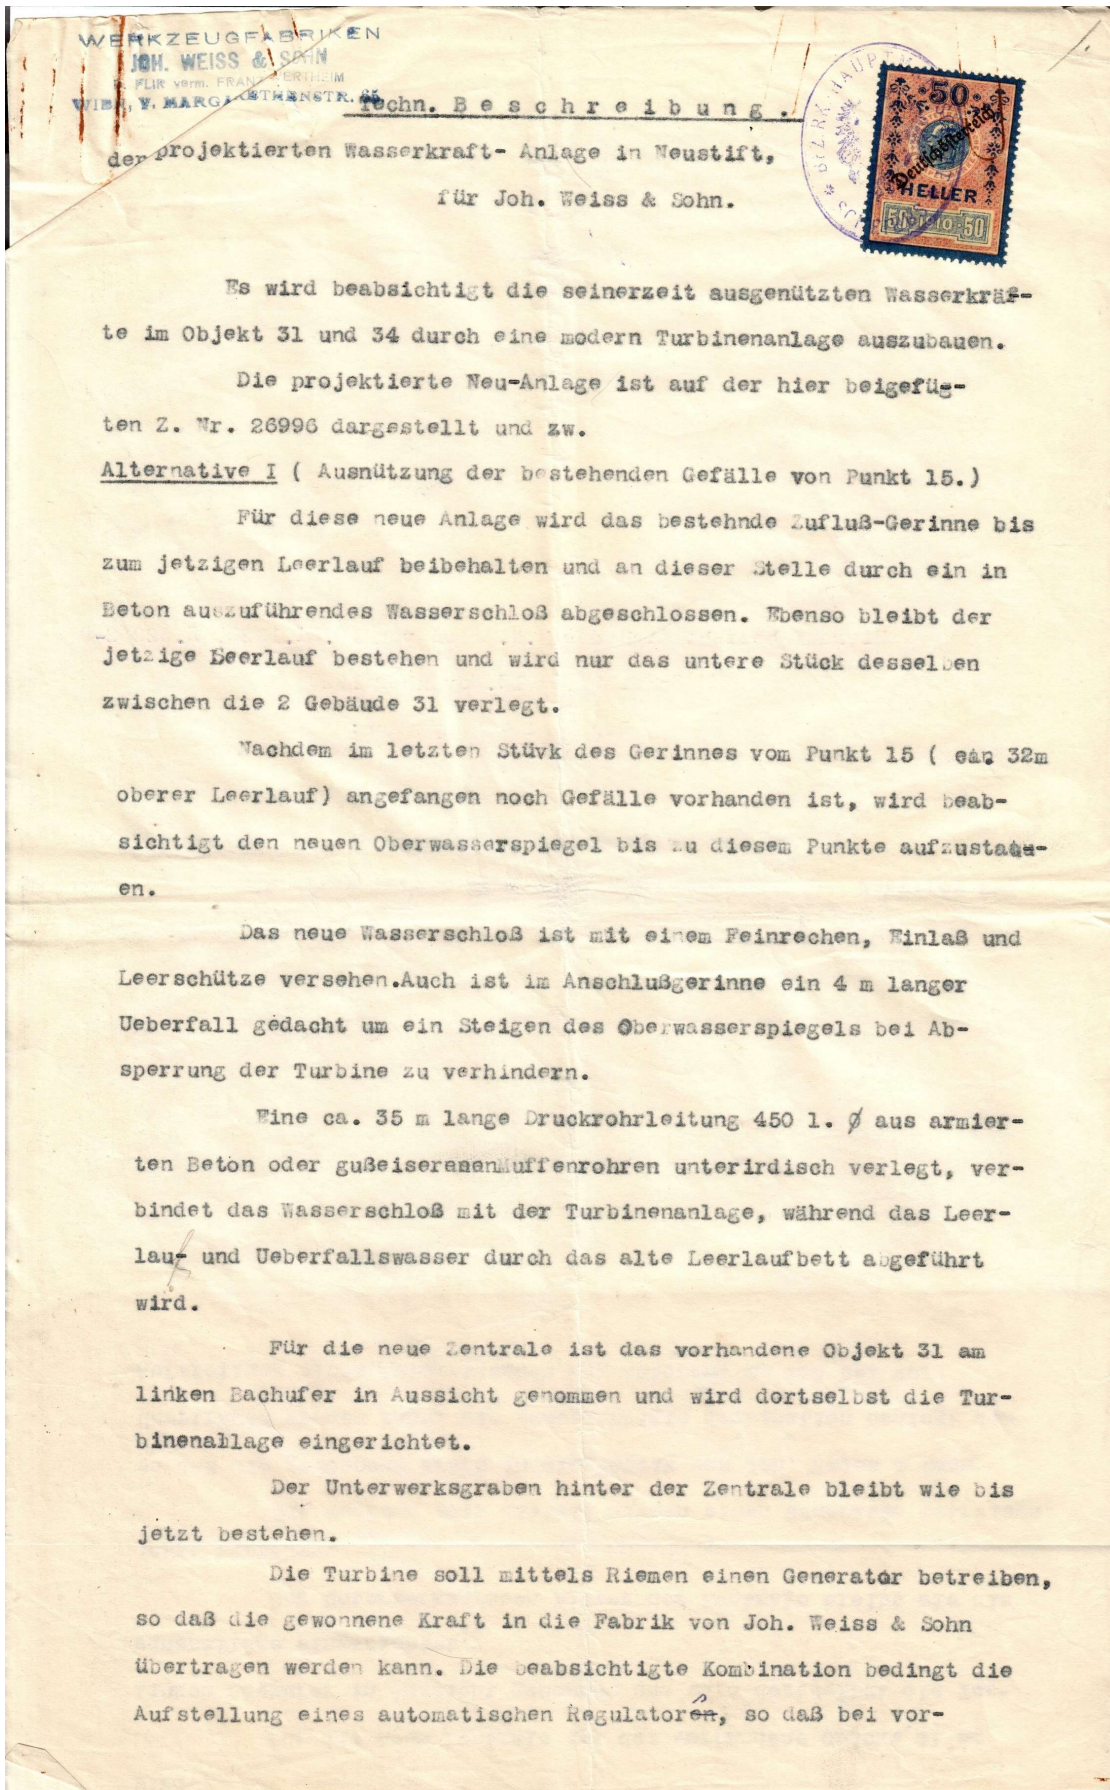 WERKZEUGFABRIKEN
JOH. WEISS & SOHN
FLIR verm. FRANZ WERTHEIM
WIEN, V. MARGARETHENSTR. 65
Techn. Beschreibung.
der projektierten Wasserkraft- Anlage in Neustift,
für Joh. Weiss & Sohn.
BEZIRKSHAUPTM
50
Deutschösterreich
HELLER
50 1910 50
Es wird beabsichtigt die seinerzeit ausgenützten Wasserkräf-
te im Objekt 31 und 34 durch eine modern Turbinenanlage auszubauen.
Die projektierte Neu-Anlage ist auf der hier beigefüg-
ten Z. Nr. 26996 dargestellt und zw.
Alternative I ( Ausnützung der bestehenden Gefälle von Punkt 15.)
Für diese neue Anlage wird das bestehnde Zufluß-Gerinne bis
zum jetzigen Leerlauf beibehalten und an dieser Stelle durch ein in
Beton auszuführendes Wasserschloß abgeschlossen. Ebenso bleibt der
jetzige Leerlauf bestehen und wird nur das untere Stück desselben
zwischen die 2 Gebäude 31 verlegt.
Nachdem im letzten Stüvk des Gerinnes vom Punkt 15 ( 32m
oberer Leerlauf) angefangen noch Gefälle vorhanden ist, wird beab-
sichtigt den neuen Oberwasserspiegel bis zu diesem Punkte aufzustau-
en.
Das neue Wasserschloß ist mit einem Feinrechen, Einlaß und
Leerschütze versehen.Auch ist im Anschlußgerinne ein 4 m langer
Ueberfall gedacht um ein Steigen des Oberwasserspiegels bei Ab-
sperrung der Turbine zu verhindern.
Eine ca. 35 m lange Druckrohrleitung 450 l. ∅ aus armier-
ten Beton oder gußeisernenMuffenrohren unterirdisch verlegt, ver-
bindet das Wasserschloß mit der Turbinenanlage, während das Leer-
lauf- und Ueberfallswasser durch das alte Leerlaufbett abgeführt
wird.
Für die neue Zentrale ist das vorhandene Objekt 31 am
linken Bachufer in Aussicht genommen und wird dortselbst die Tur-
binenallage eingerichtet.
Der Unterwerksgraben hinter der Zentrale bleibt wie bis
jetzt bestehen.
Die Turbine soll mittels Riemen einen Generator betreiben,
so daß die gewonnene Kraft in die Fabrik von Joh. Weiss & Sohn
übertragen werden kann. Die beabsichtigte Kombination bedingt die
Aufstellung eines automatischen Regulators, so daß bei vor-